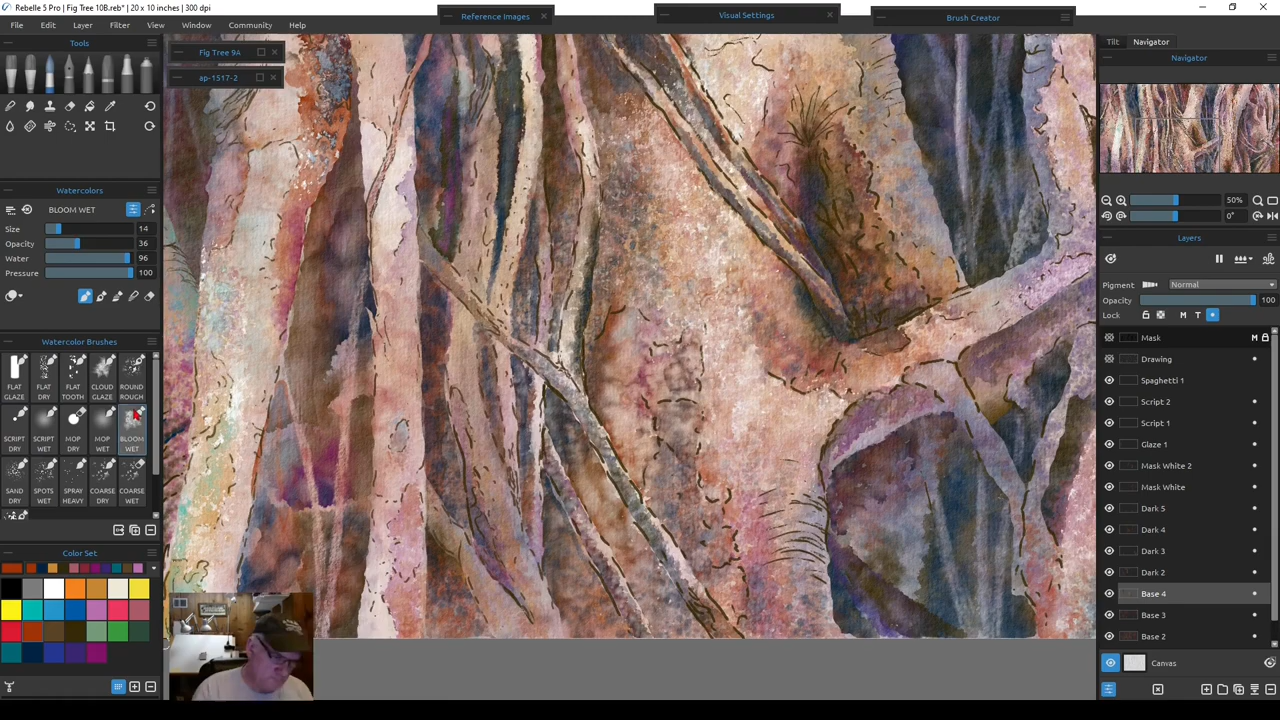 Rebelle 5 Pro | Fig Tree 10B.reb* | 20 x 10 inches | 300 dpi
File Edit Layer Filter View Window Community Help
Reference Images
Visual Settings
Brush Creator
Tools
Fig Tree 9A
ap-1517-2
Watercolors
BLOOM WET
Size 14
Opacity 36
Water 96
Pressure 100
Watercolor Brushes
FLAT GLAZE
FLAT DRY
FLAT TOOTH
CLOUD GLAZE
ROUND ROUGH
SCRIPT DRY
SCRIPT WET
MOP DRY
MOP WET
BLOOM WET
SAND DRY
SPOTS WET
SPRAY HEAVY
COARSE DRY
COARSE WET
Color Set
Tilt Navigator
Navigator
50%
0°
Layers
Pigment Normal
Opacity 100
Lock M T
Mask M
Drawing
Spaghetti 1
Script 2
Script 1
Glaze 1
Mask White 2
Mask White
Dark 5
Dark 4
Dark 3
Dark 2
Base 4
Base 3
Base 2
Canvas